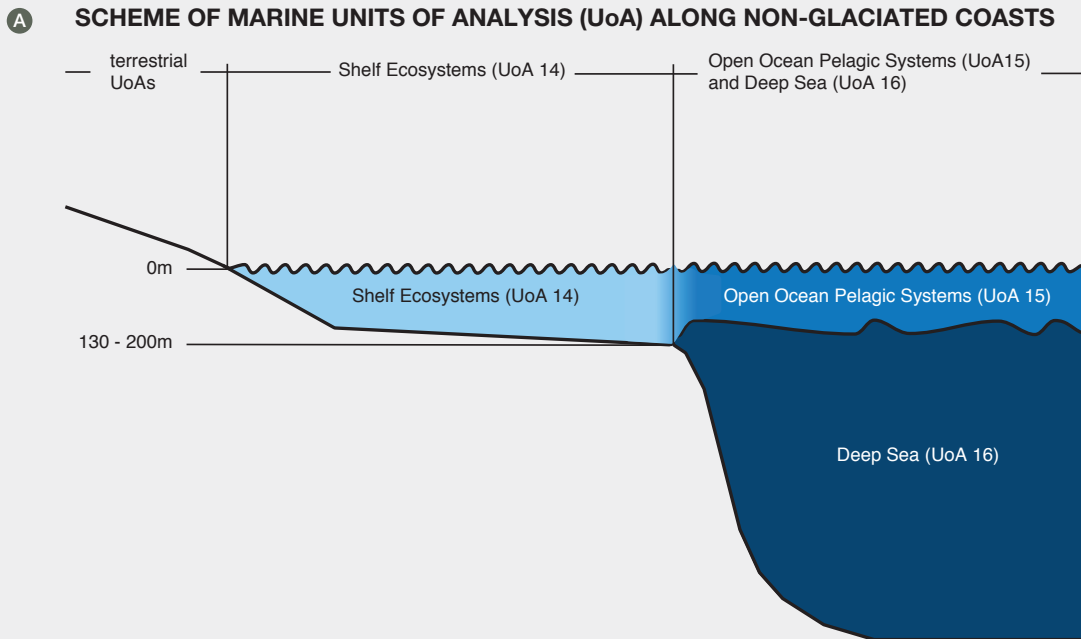 A
SCHEME OF MARINE UNITS OF ANALYSIS (UoA) ALONG NON-GLACIATED COASTS
terrestrial
UoAs
Shelf Ecosystems (UoA 14)
Open Ocean Pelagic Systems (UoA15)
and Deep Sea (UoA 16)
0m
Shelf Ecosystems (UoA 14)
Open Ocean Pelagic Systems (UoA 15)
130 - 200m
Deep Sea (UoA 16)